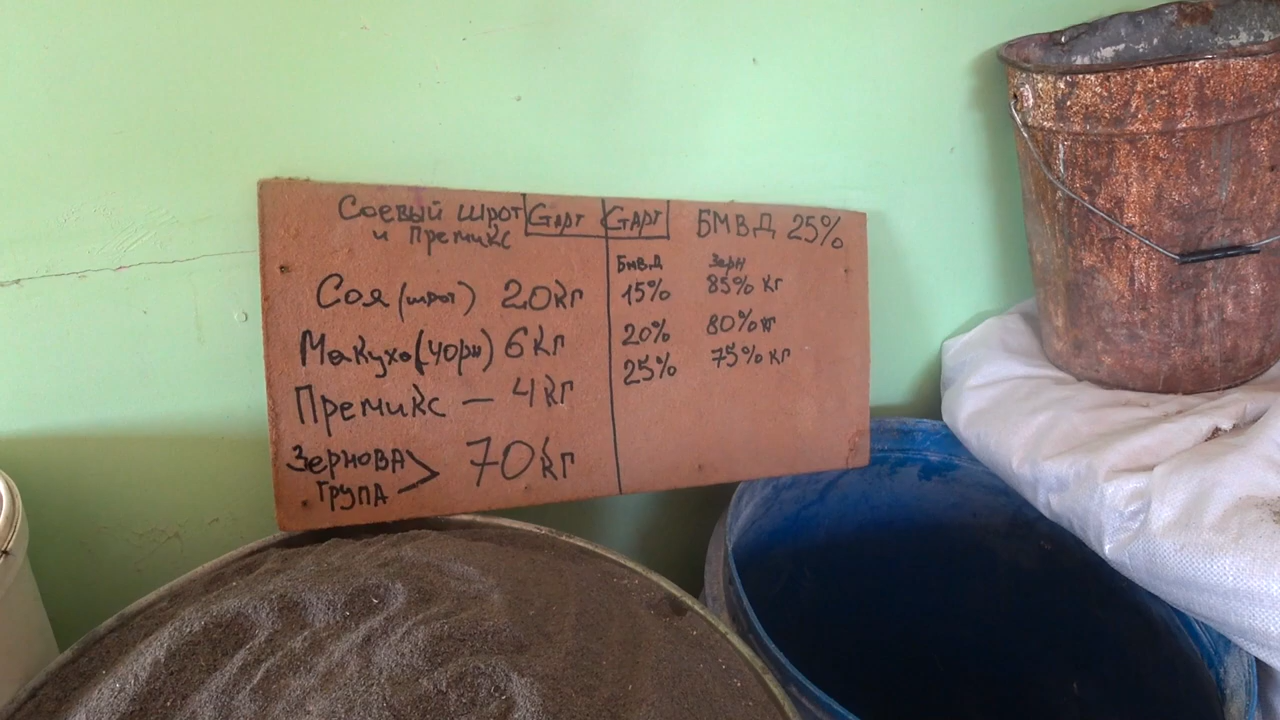 Соевый шрот Старт
и Премикс
Соя (шрот) 20кг
Макуха (чорн) 6кг
Премикс — 4кг
Зернова
група > 70кг
Старт БМВД 25%
БМВД Зерн
15% 85% кг
20% 80% кг
25% 75% кг